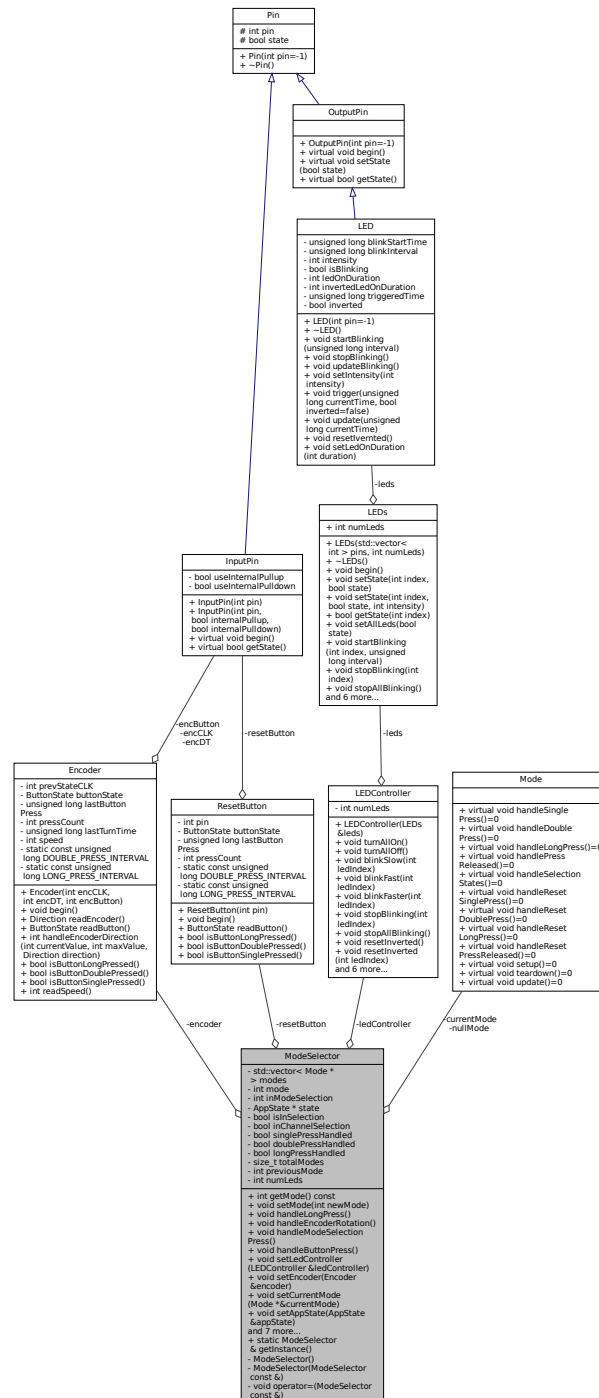 Pin
# int pin
# bool state
+ Pin(int pin=-1)
+ ~Pin()
OutputPin
+ OutputPin(int pin=-1)
+ virtual void begin()
+ virtual void setState
(bool state)
+ virtual bool getState()
LED
- unsigned long blinkStartTime
- unsigned long blinkInterval
- int intensity
- bool isBlinking
- int ledOnDuration
- int invertedLedOnDuration
- unsigned long triggeredTime
- bool inverted
+ LED(int pin=-1)
+ ~LED()
+ void startBlinking
(unsigned long interval)
+ void stopBlinking()
+ void updateBlinking()
+ void setIntensity(int
intensity)
+ void trigger(unsigned
long currentTime, bool
inverted=false)
+ void update(unsigned
long currentTime)
+ void resetIvernted()
+ void setLedOnDuration
(int duration)
-leds
LEDs
+ int numLeds
+ LEDs(std::vector<
int > pins, int numLeds)
+ ~LEDs()
+ void begin()
+ void setState(int index,
bool state)
+ void setState(int index,
bool state, int intensity)
+ bool getState(int index)
+ void setAllLeds(bool
state)
+ void startBlinking
(int index, unsigned
long interval)
+ void stopBlinking(int
index)
+ void stopAllBlinking()
and 6 more...
-leds
InputPin
- bool useInternalPullup
- bool useInternalPulldown
+ InputPin(int pin)
+ InputPin(int pin,
bool internalPullup,
bool internalPulldown)
+ virtual void begin()
+ virtual bool getState()
-encButton
-encCLK
-encDT
-resetButton
Encoder
- int prevStateCLK
- ButtonState buttonState
- unsigned long lastButton
Press
- int pressCount
- unsigned long lastTurnTime
- int speed
- static const unsigned
long DOUBLE_PRESS_INTERVAL
- static const unsigned
long LONG_PRESS_INTERVAL
+ Encoder(int encCLK,
int encDT, int encButton)
+ void begin()
+ Direction readEncoder()
+ ButtonState readButton()
+ int handleEncoderDirection
(int currentValue, int maxValue,
Direction direction)
+ bool isButtonLongPressed()
+ bool isButtonDoublePressed()
+ bool isButtonSinglePressed()
+ int readSpeed()
-encoder
ResetButton
- int pin
- ButtonState buttonState
- unsigned long lastButton
Press
- int pressCount
- static const unsigned
long DOUBLE_PRESS_INTERVAL
- static const unsigned
long LONG_PRESS_INTERVAL
+ ResetButton(int pin)
+ void begin()
+ ButtonState readButton()
+ bool isButtonLongPressed()
+ bool isButtonDoublePressed()
+ bool isButtonSinglePressed()
-resetButton
LEDController
- int numLeds
+ LEDController(LEDs
&leds)
+ void turnAllOn()
+ void turnAllOff()
+ void blinkSlow(int
ledIndex)
+ void blinkFast(int
ledIndex)
+ void blinkFaster(int
ledIndex)
+ void stopBlinking(int
ledIndex)
+ void stopAllBlinking()
+ void resetInverted()
+ void resetInverted
(int ledIndex)
and 6 more...
-ledController
Mode
+ virtual void handleSingle
Press()=0
+ virtual void handleDouble
Press()=0
+ virtual void handleLongPress()=0
+ virtual void handlePress
Released()=0
+ virtual void handleSelection
States()=0
+ virtual void handleReset
SinglePress()=0
+ virtual void handleReset
DoublePress()=0
+ virtual void handleReset
LongPress()=0
+ virtual void handleReset
PressReleased()=0
+ virtual void setup()=0
+ virtual void teardown()=0
+ virtual void update()=0
-currentMode
-nullMode
ModeSelector
- std::vector< Mode *
> modes
- int mode
- int inModeSelection
- AppState * state
- bool isInSelection
- bool inChannelSelection
- bool singlePressHandled
- bool doublePressHandled
- bool longPressHandled
- size_t totalModes
- int previousMode
- int numLeds
+ int getMode() const
+ void setMode(int newMode)
+ void handleLongPress()
+ void handleEncoderRotation()
+ void handleModeSelection
Press()
+ void handleButtonPress()
+ void setLedController
(LEDController &ledController)
+ void setEncoder(Encoder
&encoder)
+ void setCurrentMode
(Mode *&currentMode)
+ void setAppState(AppState
&appState)
and 7 more...
+ static ModeSelector
& getInstance()
- ModeSelector()
- ModeSelector(ModeSelector
const &)
- void operator=(ModeSelector
const &)